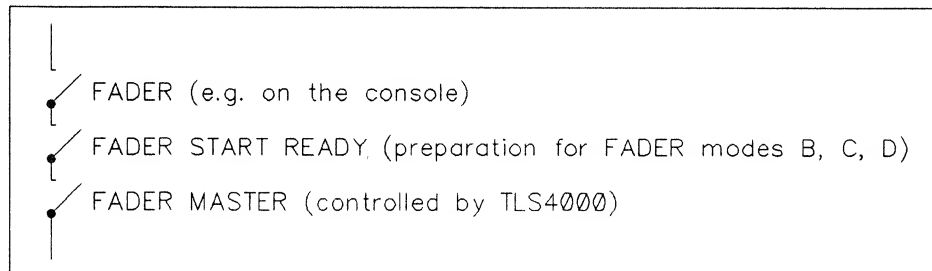 FADER (e.g. on the console)
FADER START READY (preparation for FADER modes B, C, D)
FADER MASTER (controlled by TLS4000)